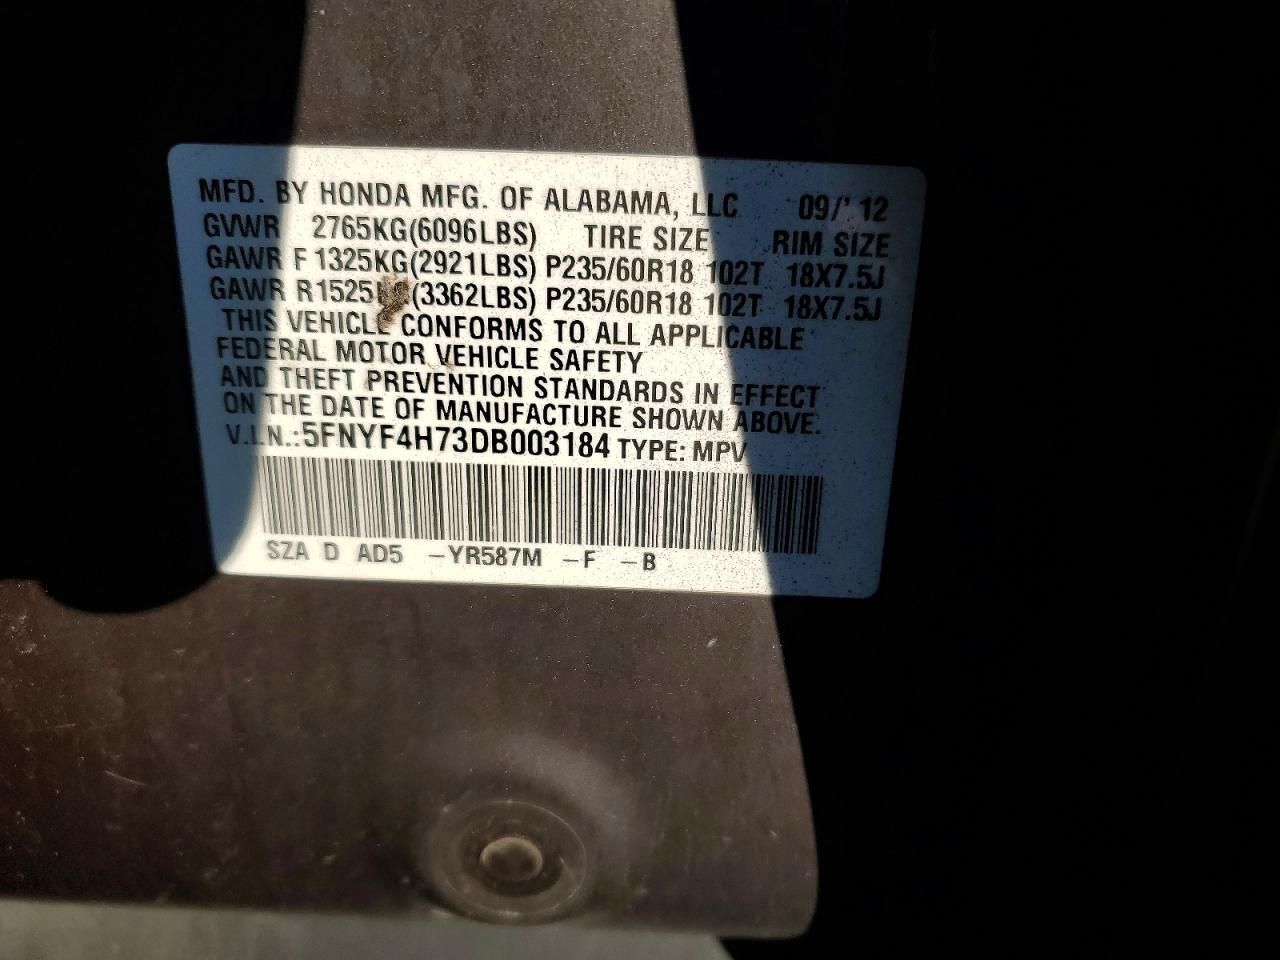 MFD. BY HONDA MFG. OF ALABAMA, LLC 09/' 12
GVWR 2765KG(6096LBS) TIRE SIZE RIM SIZE
GAWR F 1325KG(2921LBS) P235/60R18 102T 18X7.5J
GAWR R1525 (3362LBS) P235/60R18 102T 18X7.5J
THIS VEHICLE CONFORMS TO ALL APPLICABLE
FEDERAL MOTOR VEHICLE SAFETY
AND THEFT PREVENTION STANDARDS IN EFFECT
ON THE DATE OF MANUFACTURE SHOWN ABOVE.
V.I.N.:5FNYF4H73DB003184 TYPE: MPV
SZA D AD5 –YR587M –F –B